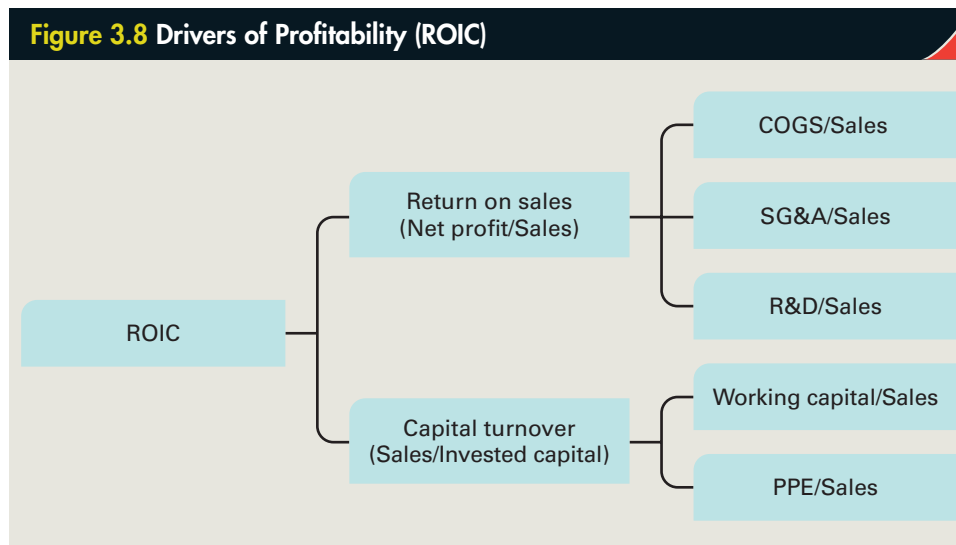 Figure 3.8 Drivers of Profitability (ROIC)
ROIC
Return on sales
(Net profit/Sales)
COGS/Sales
SG&A/Sales
R&D/Sales
Capital turnover
(Sales/Invested capital)
Working capital/Sales
PPE/Sales